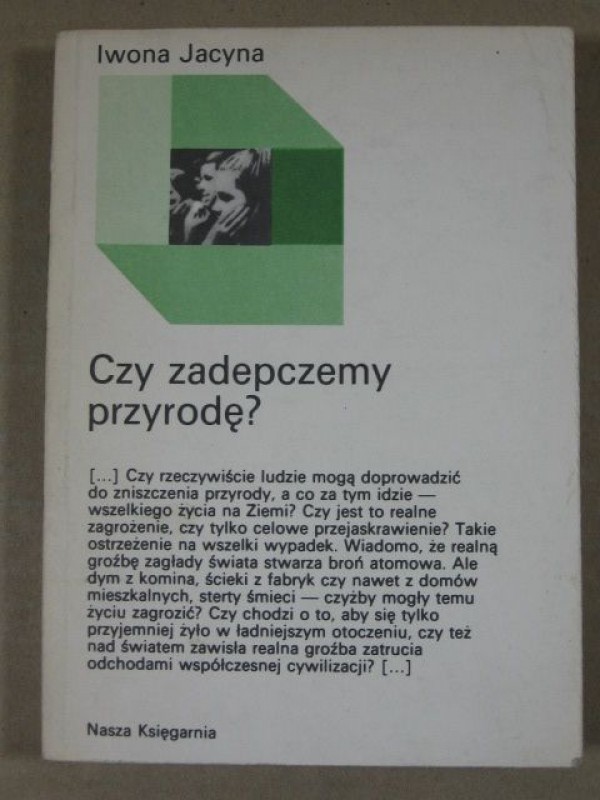 Iwona Jacyna
Czy zadepczemy
przyrodę?
[...] Czy rzeczywiście ludzie mogą doprowadzić
do zniszczenia przyrody, a co za tym idzie —
wszelkiego życia na Ziemi? Czy jest to realne
zagrożenie, czy tylko celowe przejaskrawienie? Takie
ostrzeżenie na wszelki wypadek. Wiadomo, że realną
groźbę zagłady świata stwarza broń atomowa. Ale
dym z komina, ścieki z fabryk czy nawet z domów
mieszkalnych, sterty śmieci — czyżby mogły temu
życiu zagrozić? Czy chodzi o to, aby się tylko
przyjemniej żyło w ładniejszym otoczeniu, czy też
nad światem zawisła realna groźba zatrucia
odchodami współczesnej cywilizacji? [...]
Nasza Księgarnia